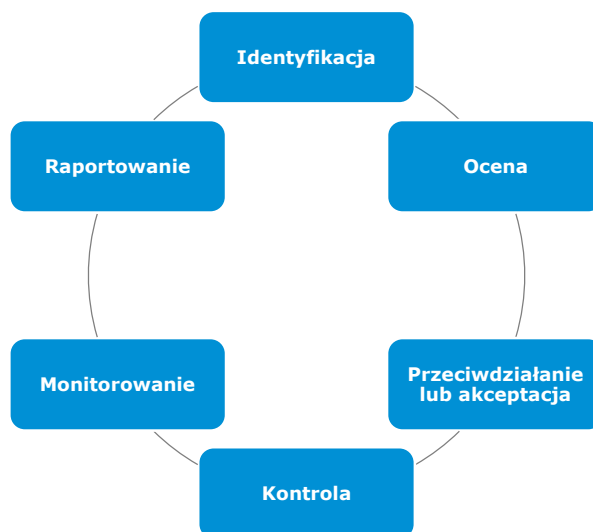 Identyfikacja
Ocena
Przeciwdziałanie
lub akceptacja
Kontrola
Monitorowanie
Raportowanie